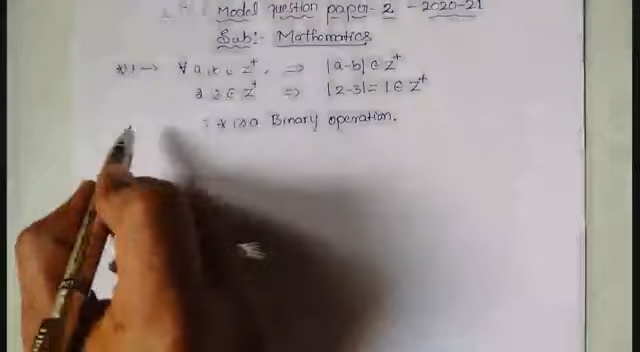 Model question paper- 2 - 2020-21
Sub:- Mathematics
∀ a, b ∈ Z⁺, ⇒ |a-b| ∈ Z⁺
2, 3 ∈ Z⁺ ⇒ |2-3| = 1 ∈ Z⁺
∴ * is a Binary operation.